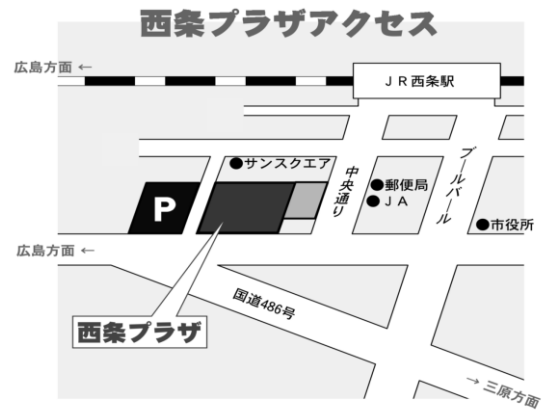 西条プラザアクセス
広島方面 ←
JR西条駅
サンスクエア
中央通り
ブールバール
郵便局
JA
P
市役所
広島方面 ←
国道486号
西条プラザ
→ 三原方面